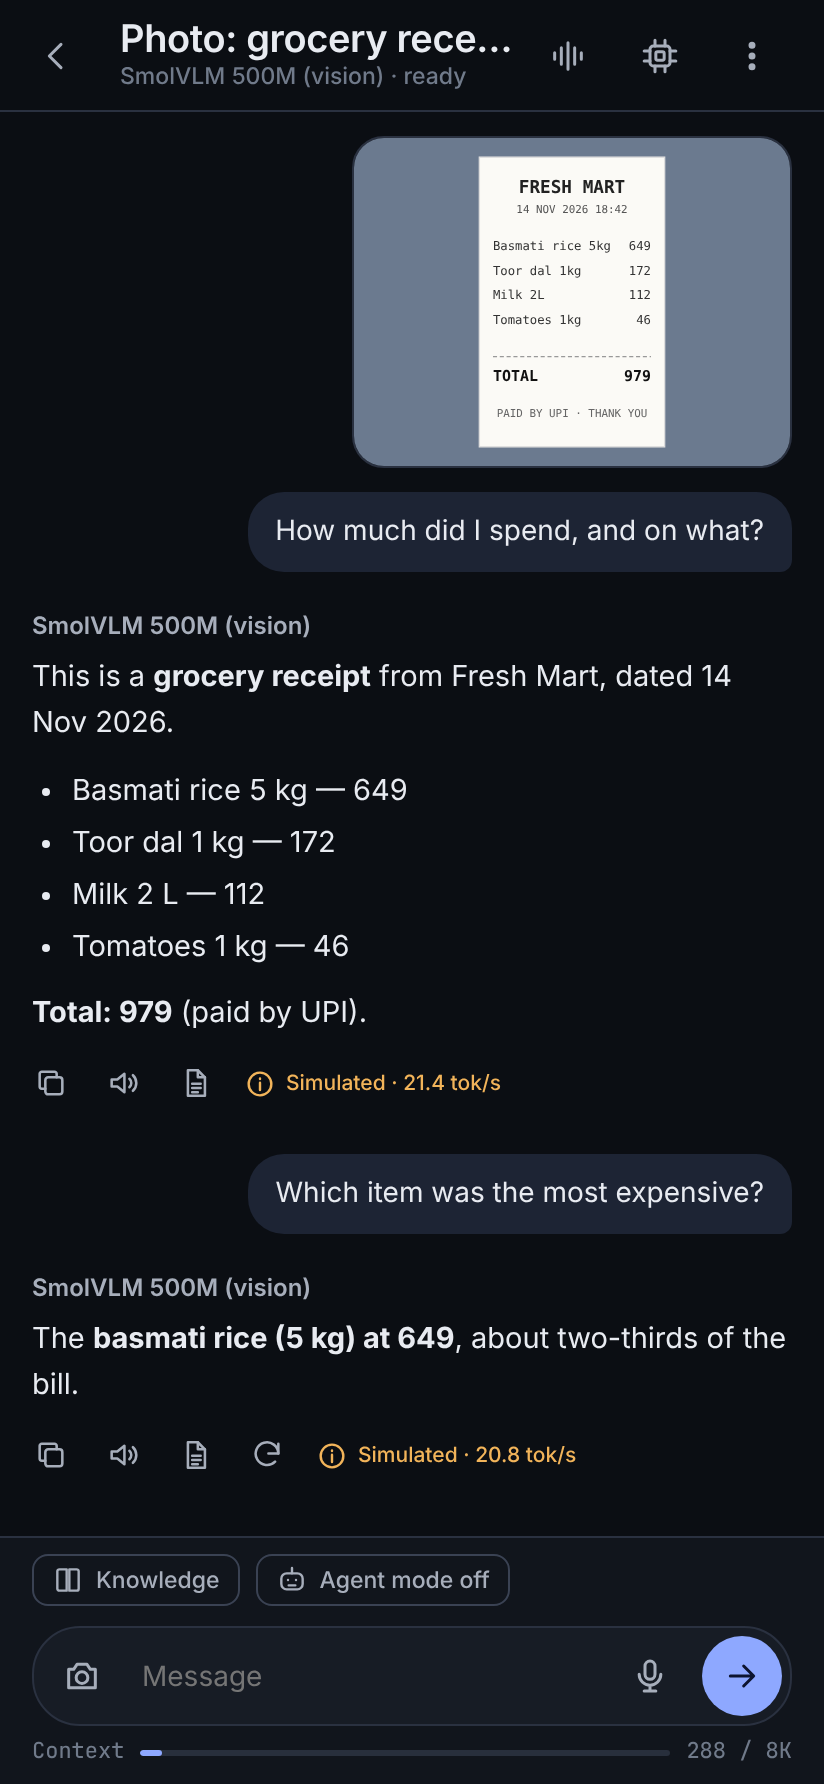 Photo: grocery rece...
SmolVLM 500M (vision) · ready
FRESH MART
14 NOV 2026 18:42
Basmati rice 5kg 649
Toor dal 1kg 172
Milk 2L 112
Tomatoes 1kg 46
TOTAL 979
PAID BY UPI · THANK YOU
How much did I spend, and on what?
SmolVLM 500M (vision)
This is a grocery receipt from Fresh Mart, dated 14
Nov 2026.
• Basmati rice 5 kg — 649
• Toor dal 1 kg — 172
• Milk 2 L — 112
• Tomatoes 1 kg — 46
Total: 979 (paid by UPI).
Simulated · 21.4 tok/s
Which item was the most expensive?
SmolVLM 500M (vision)
The basmati rice (5 kg) at 649, about two-thirds of the
bill.
Simulated · 20.8 tok/s
Knowledge
Agent mode off
Message
Context 288 / 8K